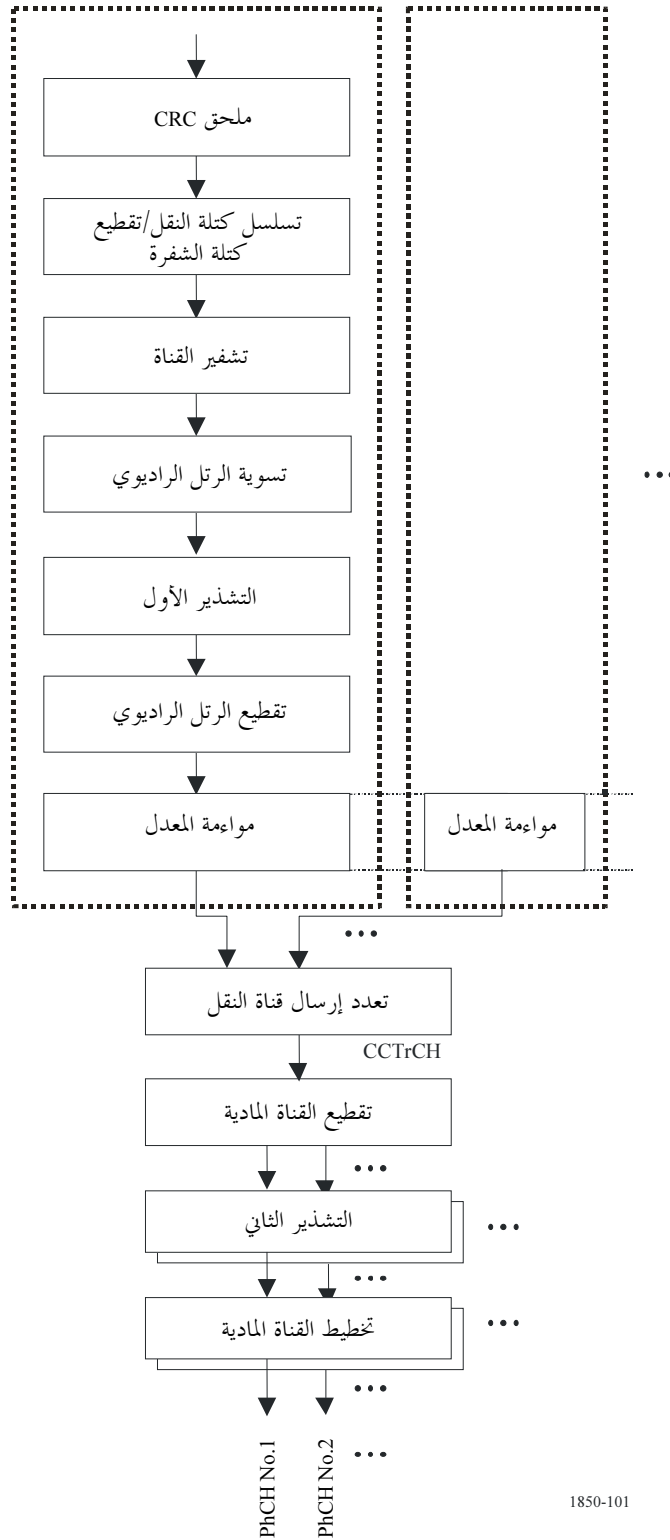 ملحق CRC
تسلسل كتلة النقل/تقطيع
كتلة الشفرة
تشفير القناة
تسوية الرتل الراديوي
...
التشذير الأول
تقطيع الرتل الراديوي
مواءمة المعدل
مواءمة المعدل
...
تعدد إرسال قناة النقل
CCTrCH
تقطيع القناة المادية
...
التشذير الثاني
...
...
تخطيط القناة المادية
...
...
PhCH No.1
PhCH No.2
...
1850-101